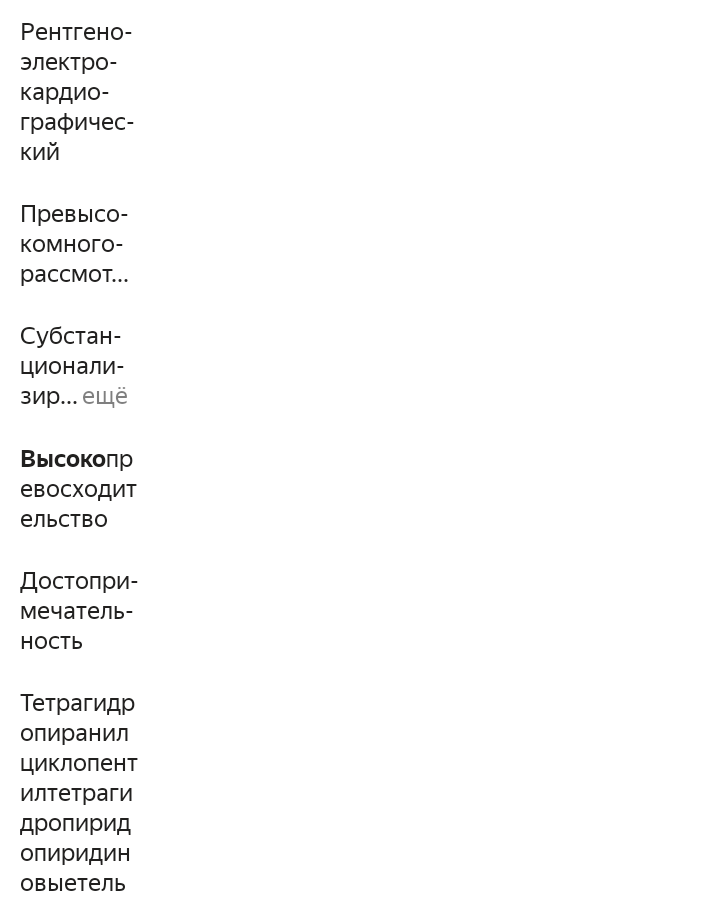 Рентгено-
электро-
кардио-
графичес-
кий
Превысо-
комного-
рассмот...
Субстан-
ционали-
зир... ещё
Высокопр
евосходит
ельство
Достопри-
мечатель-
ность
Тетрагидр
опиранил
циклопент
илтетраги
дропирид
опиридин
овыетель